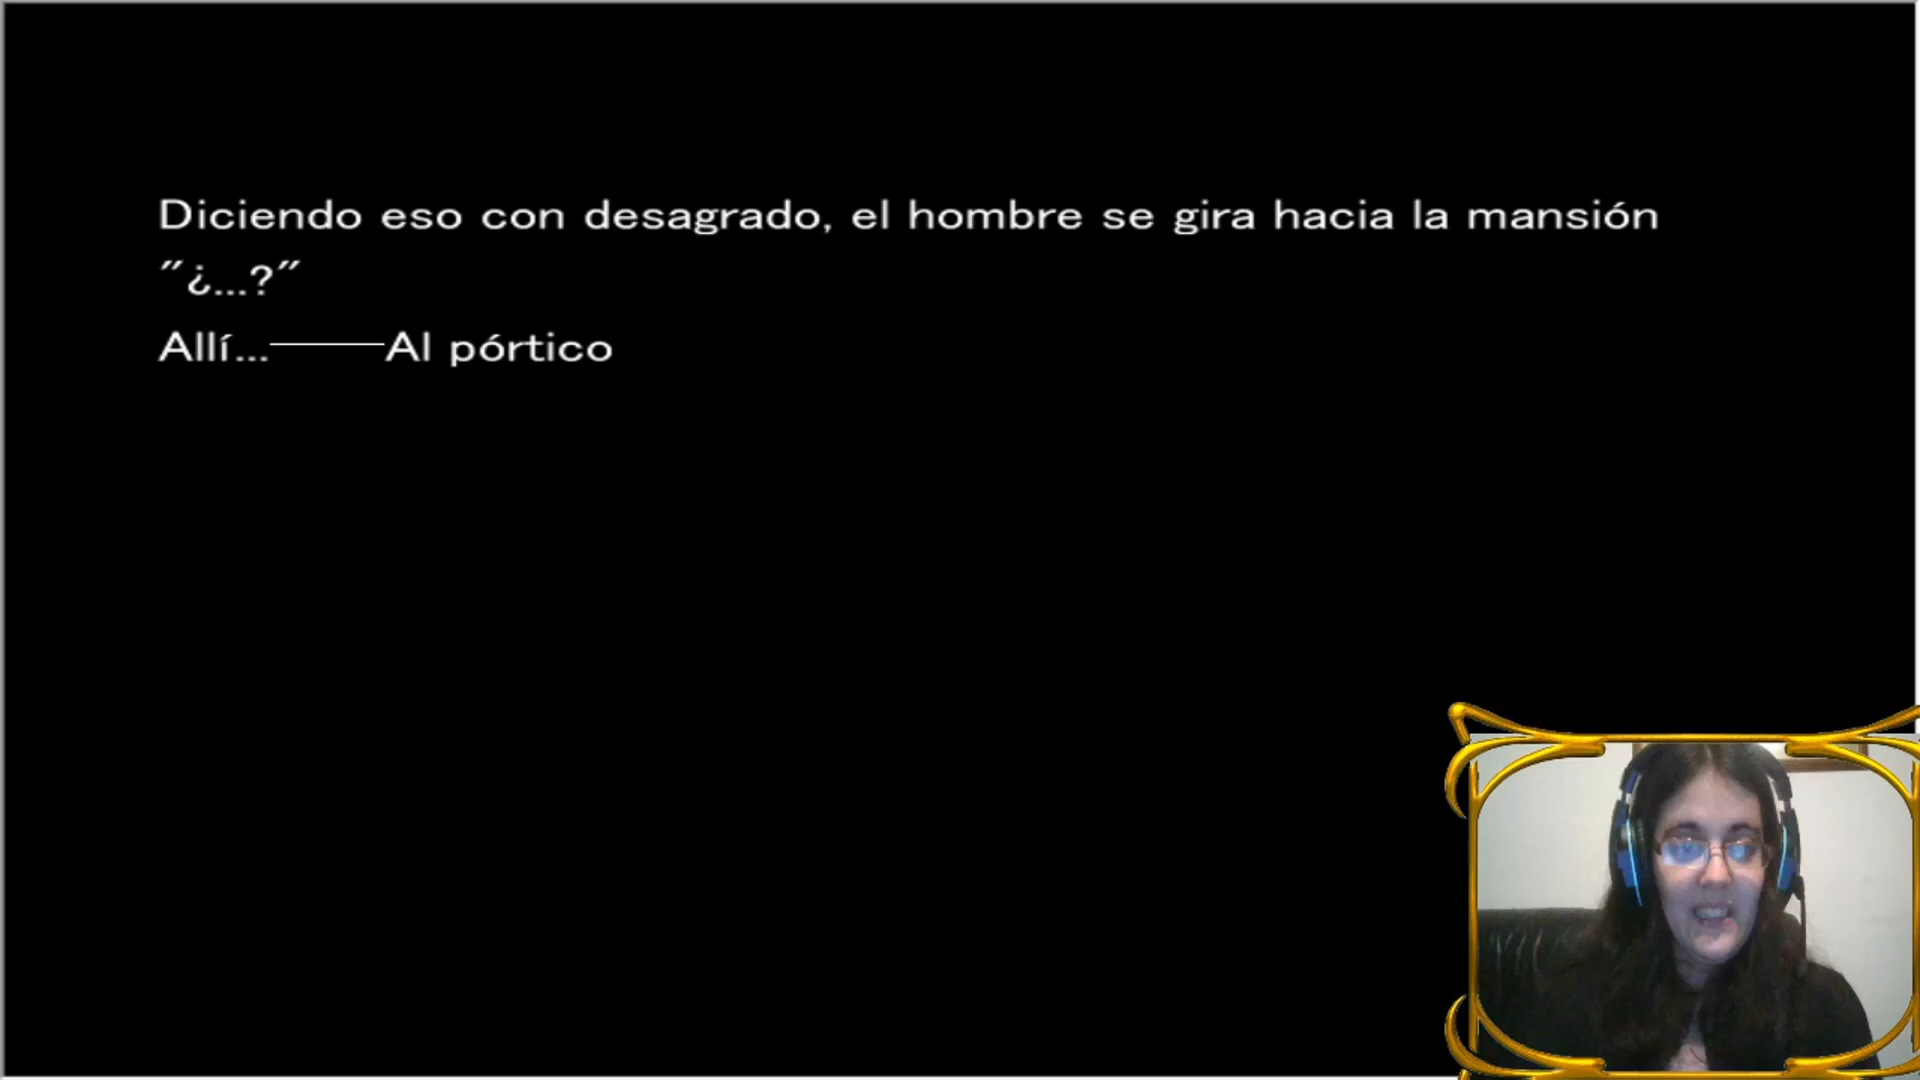 Diciendo eso con desagrado, el hombre se gira hacia la mansión
"¿...?"
Allí...———Al pórtico